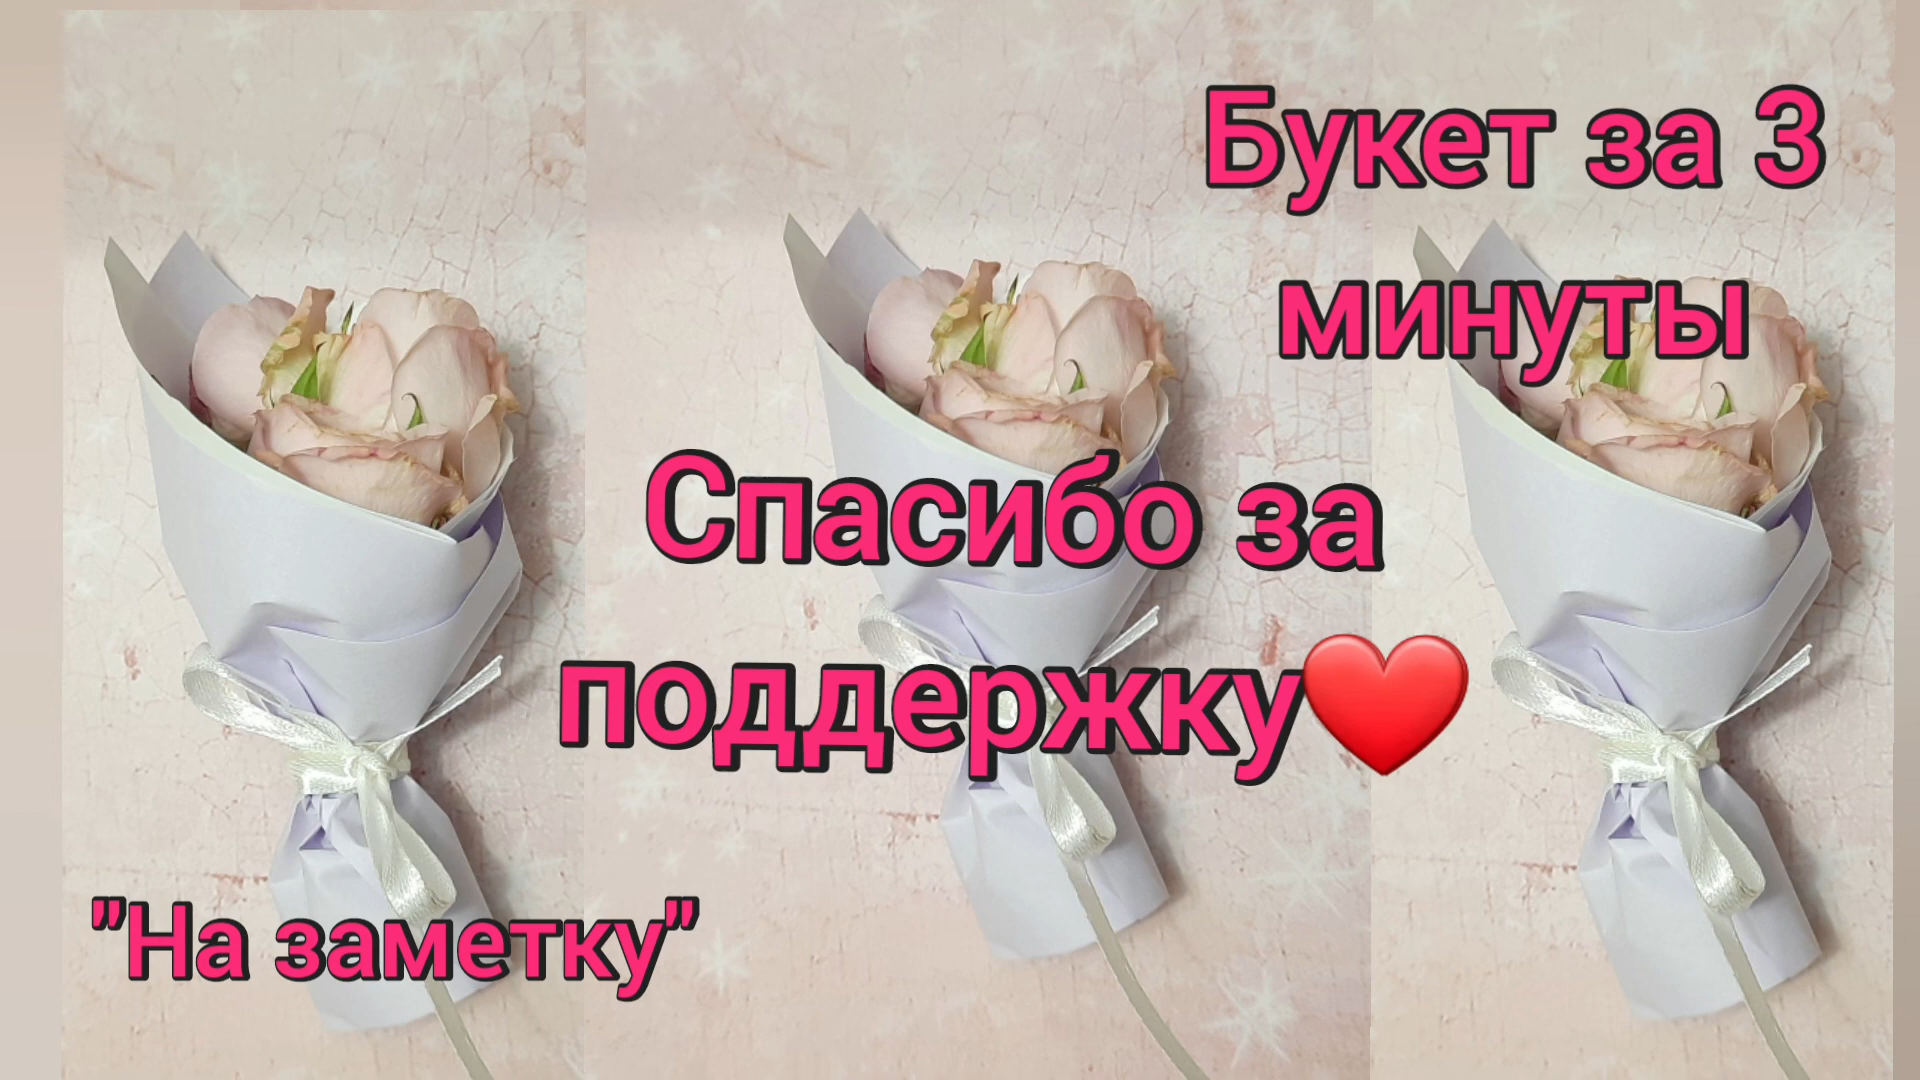 Букет за 3
минуты
Спасибо за
поддержку❤
"На заметку"